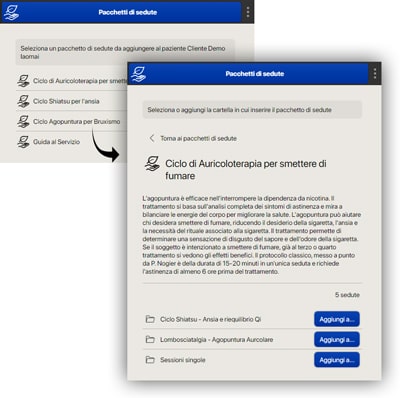 Pacchetti di sedute
Seleziona un pacchetto di sedute da aggiungere al paziente Cliente Demo
Iaomai
Ciclo di Auricoloterapia per smette
Ciclo Shiatsu per l'ansia
Ciclo Agopuntura per Bruxismo
Guida al Servizio
Pacchetti di sedute
Seleziona o aggiungi la cartella in cui inserire il pacchetto di sedute
Torna ai pacchetti di sedute
Ciclo di Auricoloterapia per smettere di
fumare
L'agopuntura è efficace nell'interrompere la dipendenza da nicotina. Il
trattamento si basa sull'analisi completa dei sintomi di astinenza e mira a
bilanciare le energie del corpo per migliorare la salute. L'agopuntura può aiutare
chi desidera smettere di fumare, riducendo il desiderio della sigaretta, l'ansia e
la necessità del rituale associato alla sigaretta. Il trattamento permette di
determinare una sensazione di disgusto del sapore e dell'odore della sigaretta.
Se il soggetto è intenzionato a smettere di fumare, già al terzo o quarto
trattamento si vedono gli effetti benefici. Il protocollo classico, messo a punto
da P. Nogier è della durata di 15-20 minuti in un'unica seduta e richiede
l'astinenza di almeno 6 ore prima del trattamento.
5 sedute
Ciclo Shiatsu - Ansia e riequilibrio Qi Aggiungi a...
Lombosciatalgia - Agopuntura Aurcolare Aggiungi a...
Sessioni singole Aggiungi a...